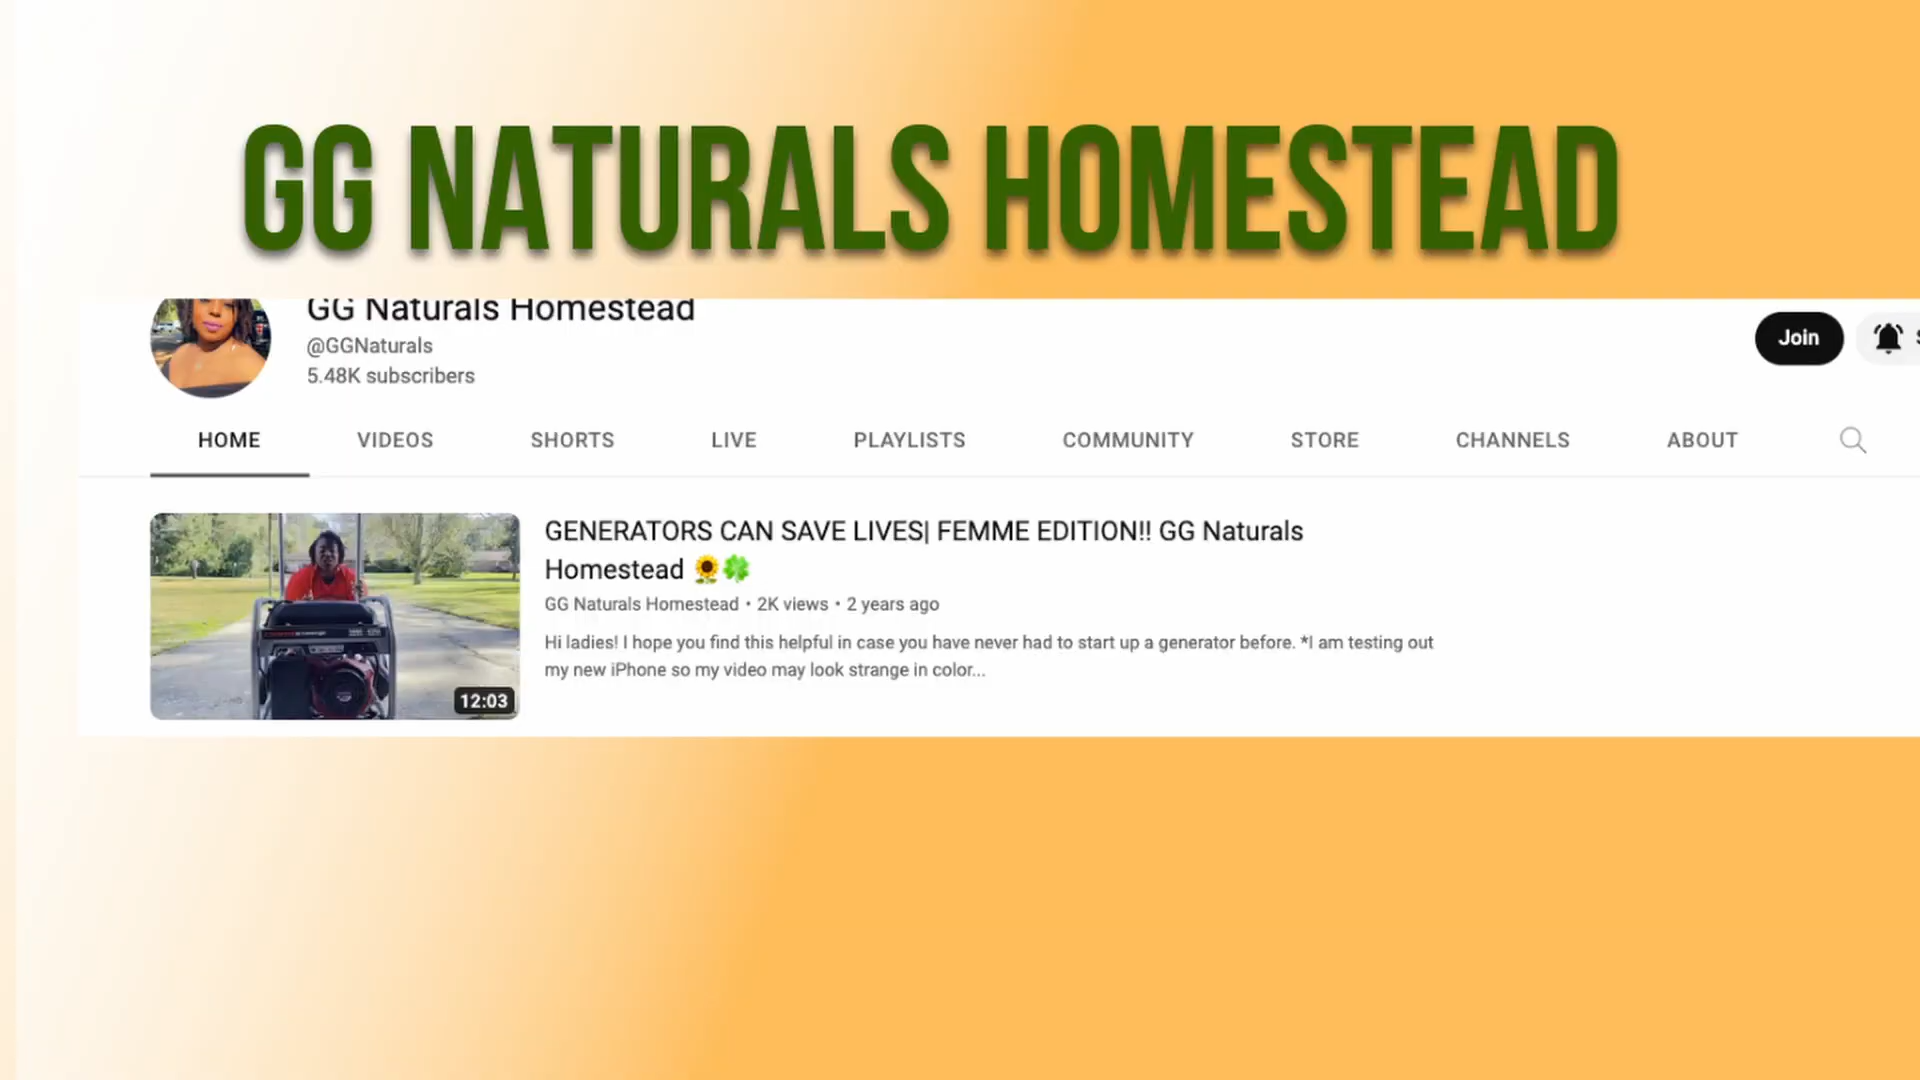 GG NATURALS HOMESTEAD
GG Naturals Homestead
@GGNaturals
5.48K subscribers
Join
HOME VIDEOS SHORTS LIVE PLAYLISTS COMMUNITY STORE CHANNELS ABOUT
GENERATORS CAN SAVE LIVES| FEMME EDITION!! GG Naturals
Homestead 🌻🍀
GG Naturals Homestead • 2K views • 2 years ago
Hi ladies! I hope you find this helpful in case you have never had to start up a generator before. *I am testing out
my new iPhone so my video may look strange in color...
12:03